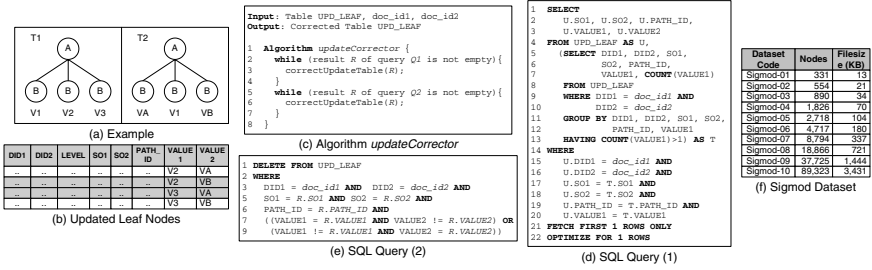 T1
T2
A
A
B
B
B
B
B
B
V1
V2
V3
VA
V1
VB
(a) Example
DID1 DID2 LEVEL SO1 SO2 PATH_ID VALUE1 VALUE2
.. .. .. .. .. .. V2 VA
.. .. .. .. .. .. V2 VB
.. .. .. .. .. .. V3 VA
.. .. .. .. .. .. V3 VB
(b) Updated Leaf Nodes
Input: Table UPD_LEAF, doc_id1, doc_id2
Output: Corrected Table UPD_LEAF
1 Algorithm updateCorrector {
2 while (result R of query Q1 is not empty){
3 correctUpdateTable(R);
4 }
5 while (result R of query Q2 is not empty){
6 correctUpdateTable(R);
7 }
8 }
(c) Algorithm updateCorrector
1 DELETE FROM UPD_LEAF
2 WHERE
3 DID1 = doc_id1 AND DID2 = doc_id2 AND
5 SO1 = R.SO1 AND SO2 = R.SO2 AND
6 PATH_ID = R.PATH_ID AND
7 ((VALUE1 = R.VALUE1 AND VALUE2 != R.VALUE2) OR
9 (VALUE1 != R.VALUE1 AND VALUE2 = R.VALUE2))
(e) SQL Query (2)
1 SELECT
2 U.SO1, U.SO2, U.PATH_ID,
3 U.VALUE1, U.VALUE2
4 FROM UPD_LEAF AS U,
5 (SELECT DID1, DID2, SO1,
6 SO2, PATH_ID,
7 VALUE1, COUNT(VALUE1)
8 FROM UPD_LEAF
9 WHERE DID1 = doc_id1 AND
10 DID2 = doc_id2
11 GROUP BY DID1, DID2, SO1, SO2,
12 PATH_ID, VALUE1
13 HAVING COUNT(VALUE1)>1) AS T
14 WHERE
15 U.DID1 = doc_id1 AND
16 U.DID2 = doc_id2 AND
17 U.SO1 = T.SO1 AND
18 U.SO2 = T.SO2 AND
19 U.PATH_ID = T.PATH_ID AND
20 U.VALUE1 = T.VALUE1
21 FETCH FIRST 1 ROWS ONLY
22 OPTIMIZE FOR 1 ROWS
(d) SQL Query (1)
Dataset Code Nodes Filesize (KB)
Sigmod-01 331 13
Sigmod-02 554 21
Sigmod-03 890 34
Sigmod-04 1,826 70
Sigmod-05 2,718 104
Sigmod-06 4,717 180
Sigmod-07 8,794 337
Sigmod-08 18,866 721
Sigmod-09 37,725 1,444
Sigmod-10 89,323 3,431
(f) Sigmod Dataset